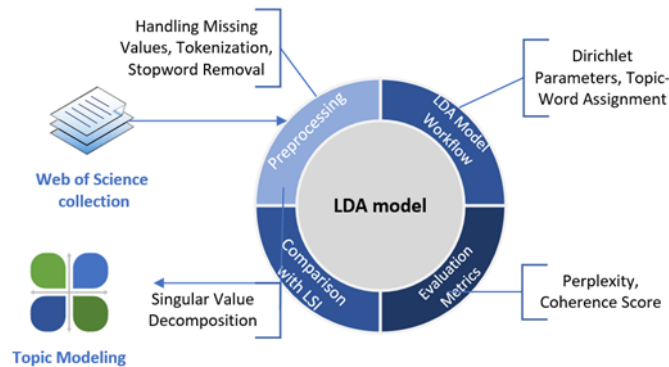 Handling Missing
Values, Tokenization,
Stopword Removal
Dirichlet
Parameters, Topic-
Word Assignment
Preprocessing
LDA Model
Workflow
Web of Science
collection
LDA model
Comparison
with LSI
Evaluation
Metrics
Singular Value
Decomposition
Perplexity,
Coherence Score
Topic Modeling